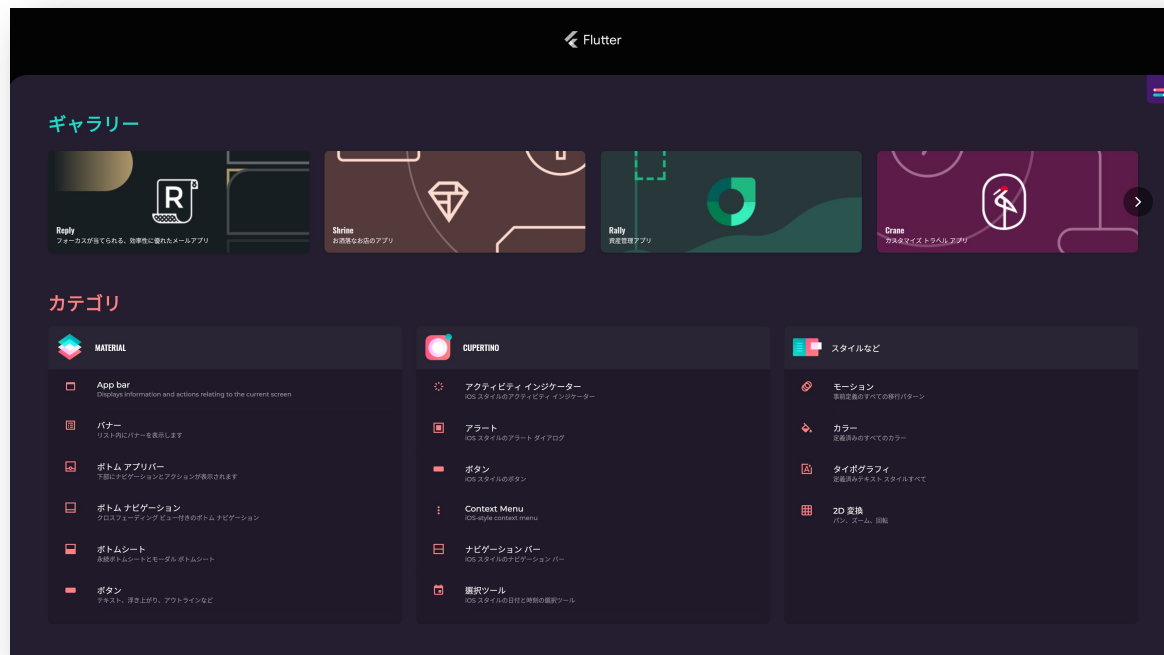 Flutter
ギャラリー
R
Reply
フォーカスが当てられる、効率性に優れたメールアプリ
Shrine
お洒落なお店のアプリ
Rally
資産管理アプリ
Crane
カスタマイズ トラベル アプリ
カテゴリ
MATERIAL
App bar
Displays information and actions relating to the current screen
バナー
リスト内にバナーを表示します
ボトム アプリバー
下部にナビゲーションとアクションが表示されます
ボトム ナビゲーション
クロスフェーディング ビュー付きのボトム ナビゲーション
ボトムシート
永続ボトムシートとモーダル ボトムシート
ボタン
テキスト、浮き上がり、アウトラインなど
CUPERTINO
アクティビティ インジケーター
iOS スタイルのアクティビティ インジケーター
アラート
iOS スタイルのアラート ダイアログ
ボタン
iOS スタイルのボタン
Context Menu
iOS-style context menu
ナビゲーション バー
iOS スタイルのナビゲーション バー
選択ツール
iOS スタイルの日付と時刻の選択ツール
スタイルなど
モーション
事前定義のすべての移行パターン
カラー
定義済みのすべてのカラー
タイポグラフィ
定義済みテキスト スタイルすべて
2D 変換
パン、ズーム、回転